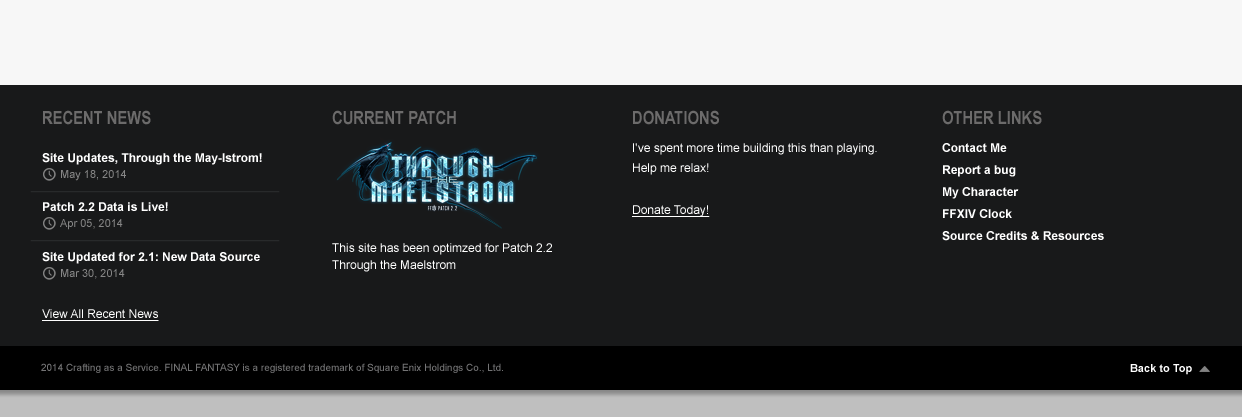 RECENT NEWS
Site Updates, Through the May-lstrom!
May 18, 2014
Patch 2.2 Data is Live!
Apr 05, 2014
Site Updated for 2.1: New Data Source
Mar 30, 2014
View All Recent News
CURRENT PATCH
THROUGH
THE
MAELSTROM
FFXIV PATCH 2.2
This site has been optimzed for Patch 2.2
Through the Maelstrom
DONATIONS
I've spent more time building this than playing.
Help me relax!
Donate Today!
OTHER LINKS
Contact Me
Report a bug
My Character
FFXIV Clock
Source Credits & Resources
2014 Crafting as a Service. FINAL FANTASY is a registered trademark of Square Enix Holdings Co., Ltd.
Back to Top